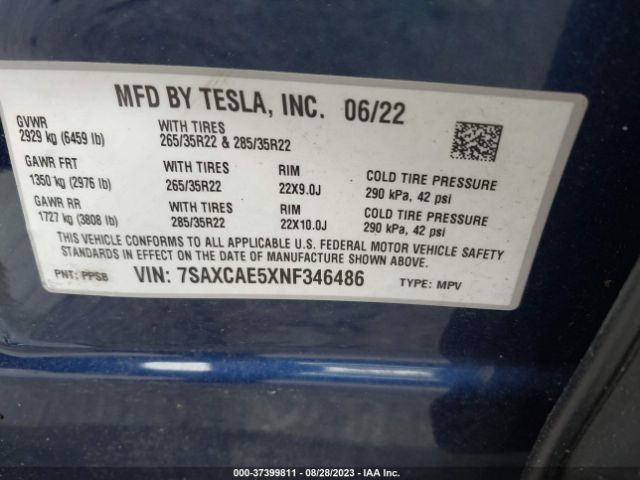 MFD BY TESLA, INC. 06/22
GVWR
2929 kg (6459 lb)
WITH TIRES
265/35R22 & 285/35R22
GAWR FRT
1350 kg (2976 lb)
WITH TIRES
265/35R22
RIM
22X9.0J
COLD TIRE PRESSURE
290 kPa, 42 psi
GAWR RR
1727 kg (3808 lb)
WITH TIRES
285/35R22
RIM
22X10.0J
COLD TIRE PRESSURE
290 kPa, 42 psi
THIS VEHICLE CONFORMS TO ALL APPLICABLE U.S. FEDERAL MOTOR VEHICLE SAFETY
STANDARDS IN EFFECT ON THE DATE OF MANUFACTURE SHOWN ABOVE.
PNT: PPSB VIN: 7SAXCAE5XNF346486 TYPE: MPV
000-37399811 - 08/28/2023 - IAAI.COM